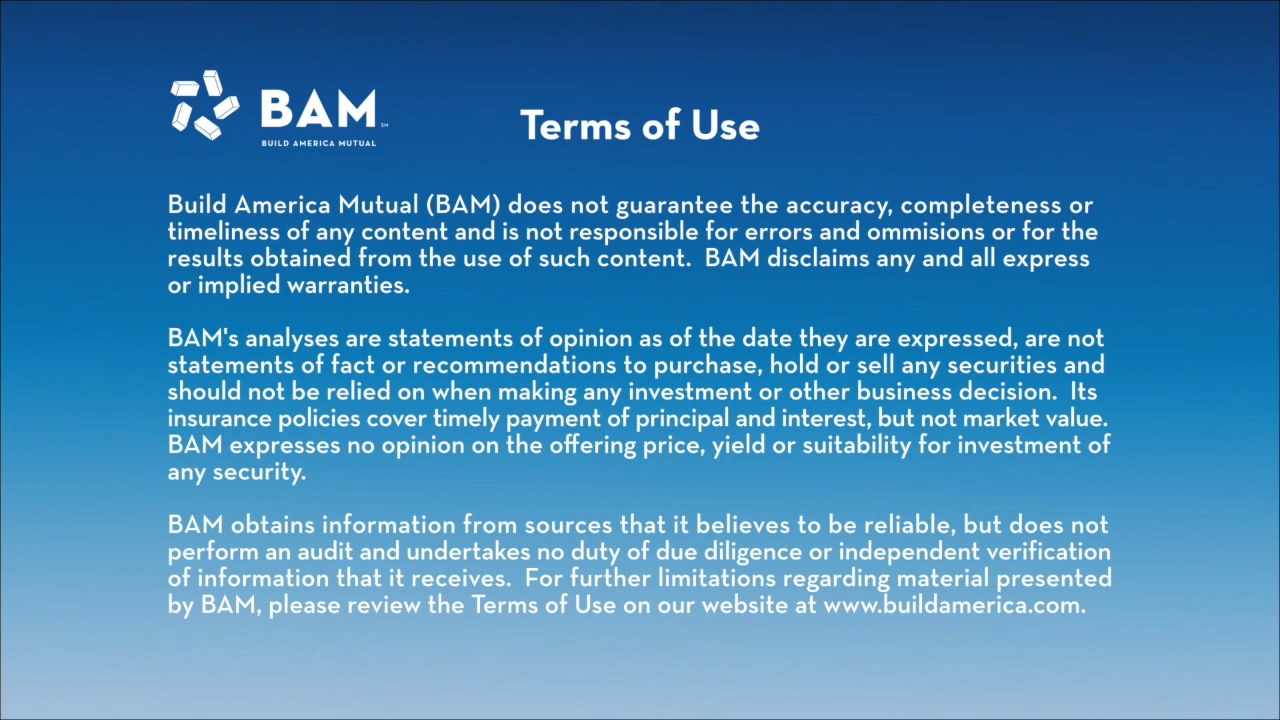 BAM
SM
BUILD AMERICA MUTUAL
Terms of Use
Build America Mutual (BAM) does not guarantee the accuracy, completeness or
timeliness of any content and is not responsible for errors and ommisions or for the
results obtained from the use of such content.  BAM disclaims any and all express
or implied warranties.
BAM's analyses are statements of opinion as of the date they are expressed, are not
statements of fact or recommendations to purchase, hold or sell any securities and
should not be relied on when making any investment or other business decision.  Its
insurance policies cover timely payment of principal and interest, but not market value.
BAM expresses no opinion on the offering price, yield or suitability for investment of
any security.
BAM obtains information from sources that it believes to be reliable, but does not
perform an audit and undertakes no duty of due diligence or independent verification
of information that it receives.  For further limitations regarding material presented
by BAM, please review the Terms of Use on our website at www.buildamerica.com.